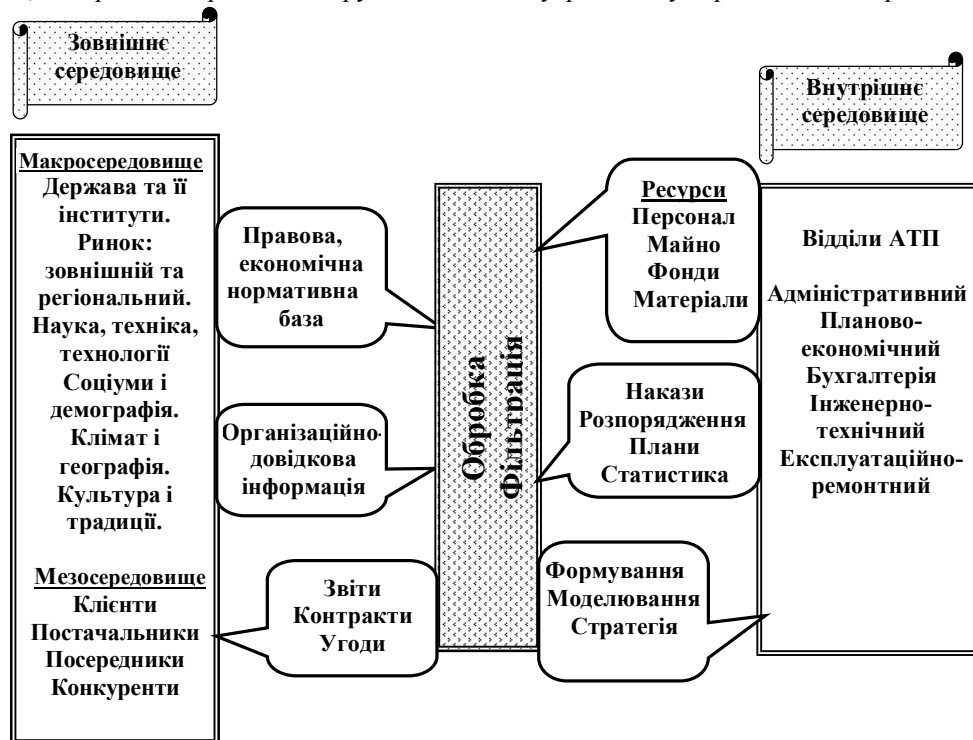 Зовнішнє
середовище
Внутрішнє
середовище
Макросередовище
Держава та її
інститути.
Ринок:
зовнішній та
регіональний.
Наука, техніка,
технології
Соціуми і
демографія.
Клімат і
географія.
Культура і
традиції.
Мезосередовище
Клієнти
Постачальники
Посередники
Конкуренти
Правова,
економічна
нормативна
база
Організаційно-
довідкова
інформація
Звіти
Контракти
Угоди
Обробка
Фільтрація
Ресурси
Персонал
Майно
Фонди
Матеріали
Накази
Розпорядження
Плани
Статистика
Формування
Моделювання
Стратегія
Відділи АТП
Адміністративний
Планово-
економічний
Бухгалтерія
Інженерно-
технічний
Експлуатаційно-
ремонтний